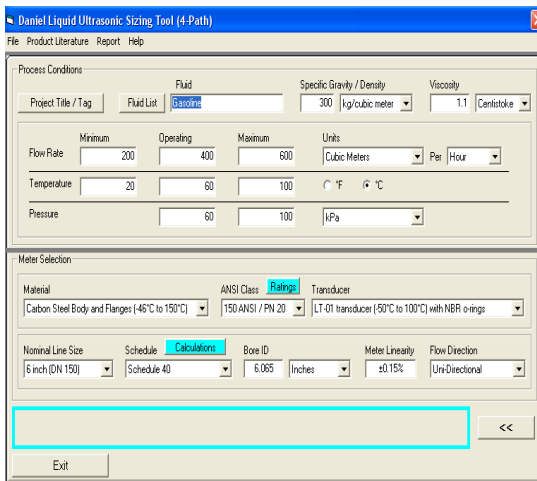 Daniel Liquid Ultrasonic Sizing Tool (4-Path)
File Product Literature Report Help
Process Conditions
Fluid Specific Gravity / Density Viscosity
Project Title / Tag Fluid List Gasoline 300 kg/cubic meter 1.1 Centistoke
Minimum Operating Maximum Units
Flow Rate 200 400 600 Cubic Meters Per Hour
Temperature 20 60 100 °F °C
Pressure 60 100 kPa
Meter Selection
Material ANSI Class Ratings Transducer
Carbon Steel Body and Flanges (-46°C to 150°C) 150 ANSI / PN 20 LT-01 transducer (-50°C to 100°C) with NBR o-rings
Nominal Line Size Schedule Calculations Bore ID Meter Linearity Flow Direction
6 inch (DN 150) Schedule 40 6.065 Inches ±0.15% Uni-Directional
<<
Exit